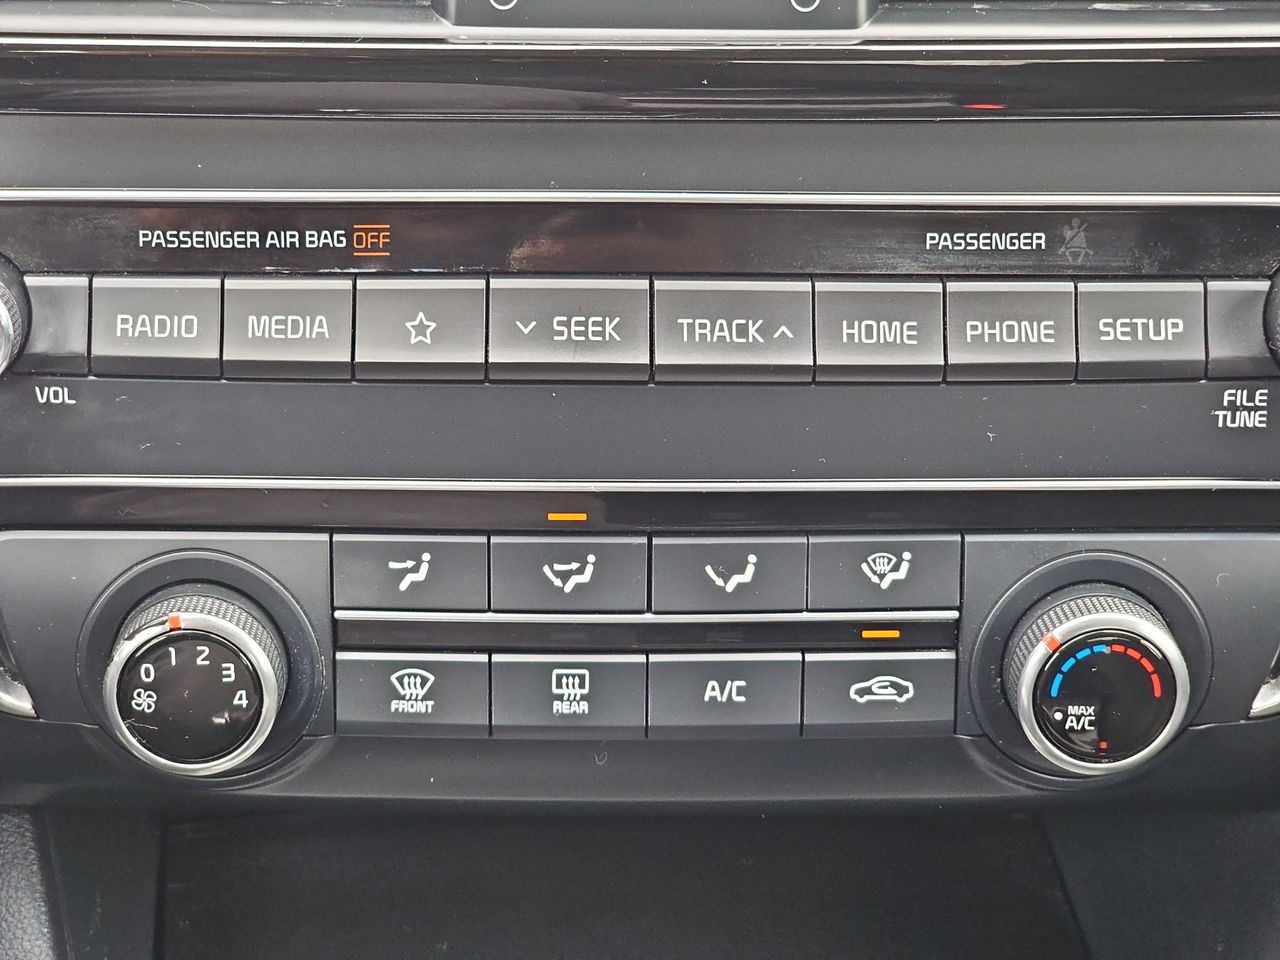 PASSENGER AIR BAG OFF
PASSENGER
RADIO
MEDIA
SEEK
TRACK
HOME
PHONE
SETUP
VOL
FILE
TUNE
0 1 2 3 4
FRONT
REAR
A/C
MAX
A/C